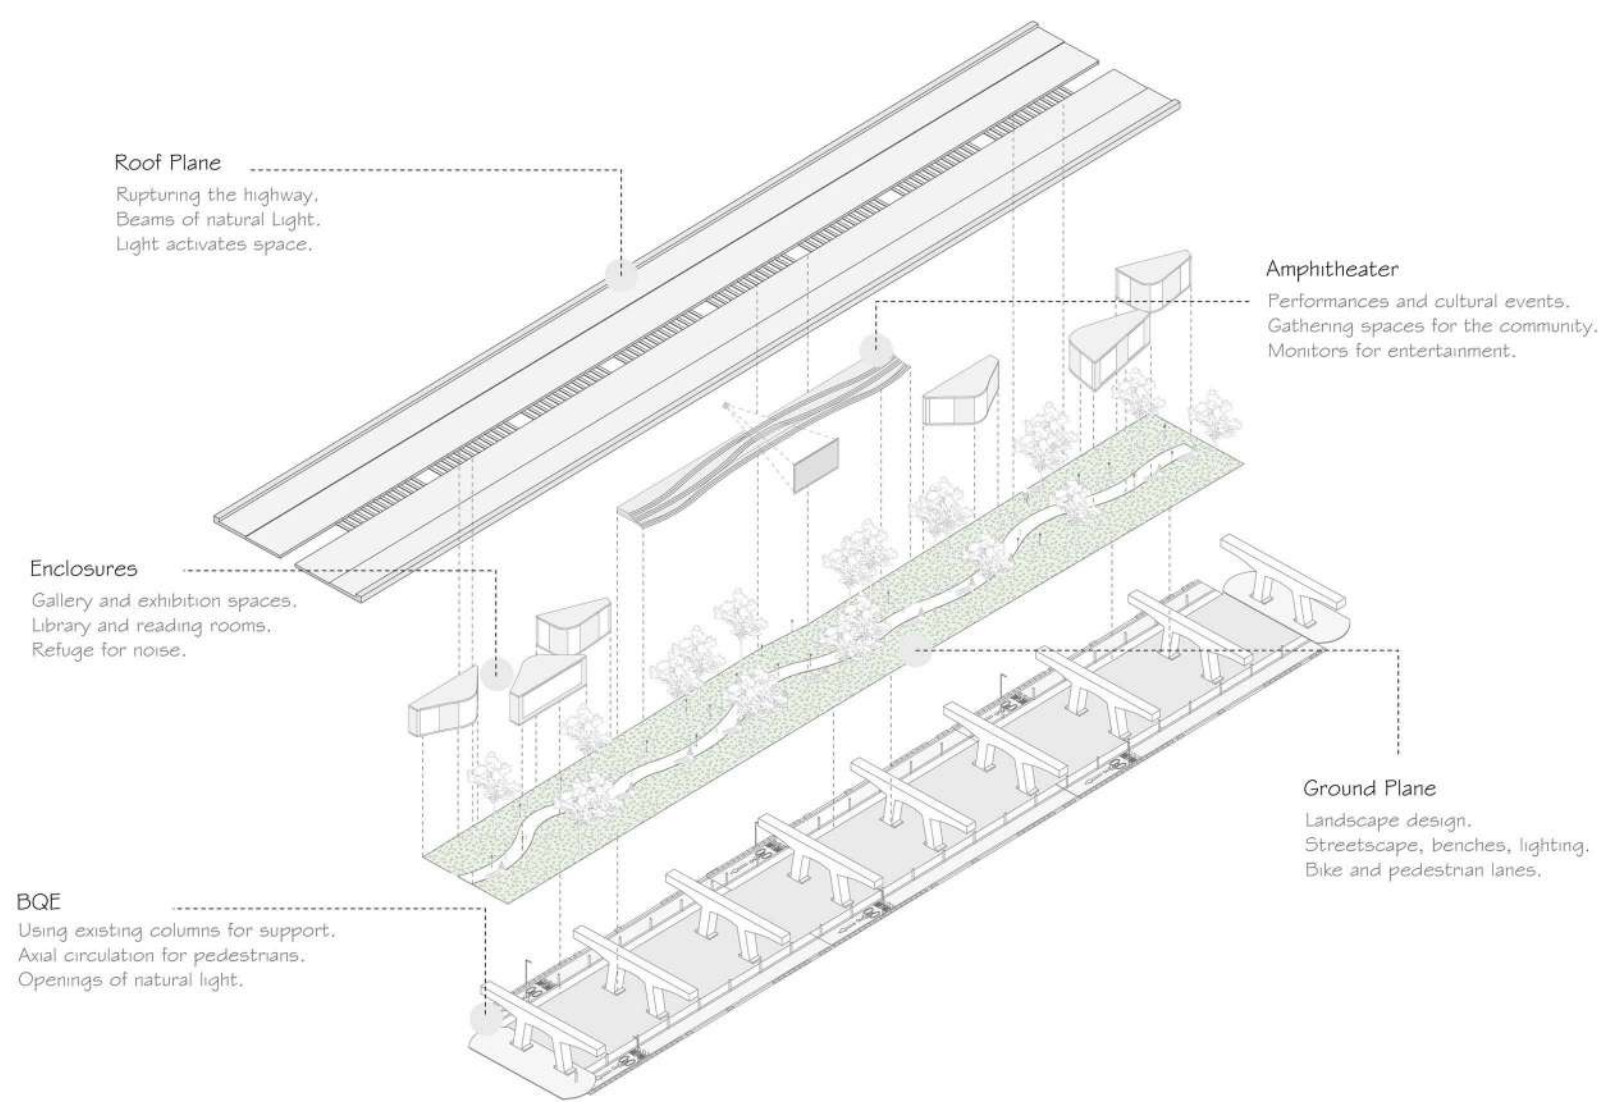 Roof Plane
Rupturing the highway.
Beams of natural Light.
Light activates space.
Amphitheater
Performances and cultural events.
Gathering spaces for the community.
Monitors for entertainment.
Enclosures
Gallery and exhibition spaces.
Library and reading rooms.
Refuge for noise.
Ground Plane
Landscape design.
Streetscape, benches, lighting.
Bike and pedestrian lanes.
BQE
Using existing columns for support.
Axial circulation for pedestrians.
Openings of natural light.